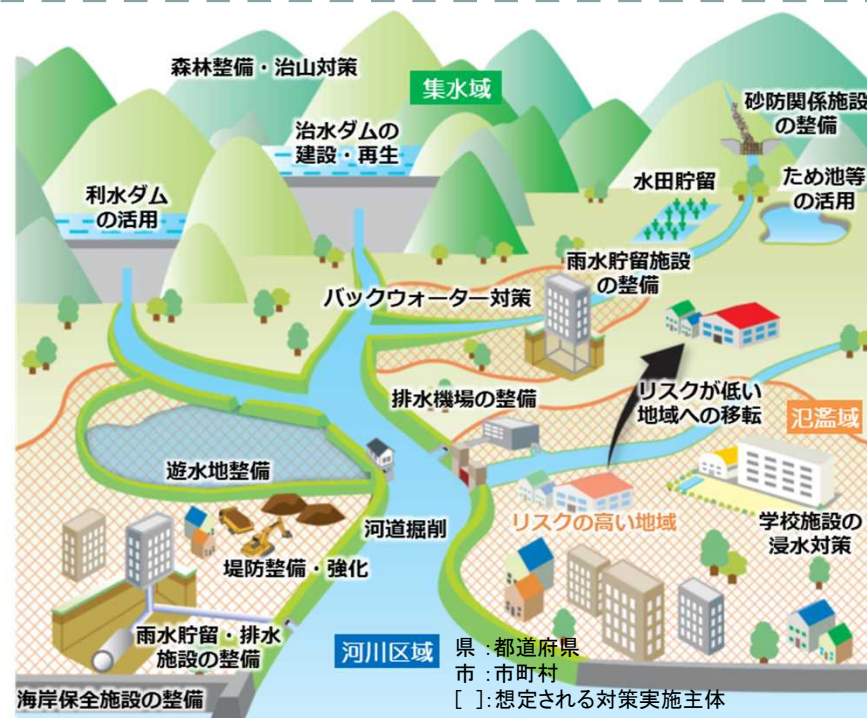 森林整備・治山対策
集水域
砂防関係施設
の整備
治水ダムの
建設・再生
水田貯留
ため池等
の活用
利水ダム
の活用
雨水貯留施設
の整備
バックウォーター対策
排水機場の整備
リスクが低い
地域への移転
氾濫域
遊水地整備
リスクの高い地域
学校施設の
浸水対策
河道掘削
堤防整備・強化
雨水貯留・排水
施設の整備
河川区域
県 :都道府県
市 :市町村
[ ]:想定される対策実施主体
海岸保全施設の整備